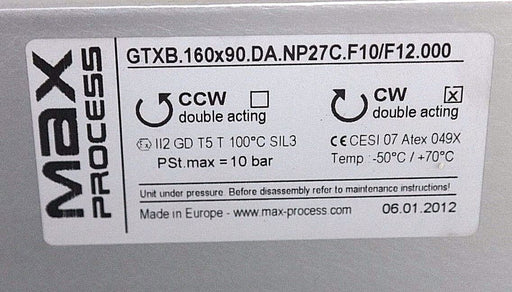 max
PROCESS
GTXB.160x90.DA.NP27C.F10/F12.000
CCW
double acting
CW
double acting
II2 GD T5 T 100°C SIL3
CE CESI 07 Atex 049X
PSt.max = 10 bar
Temp -50°C / +70°C
Unit under pressure. Before disassembly refer to maintenance instructions!
Made in Europe - www.max-process.com
06.01.2012